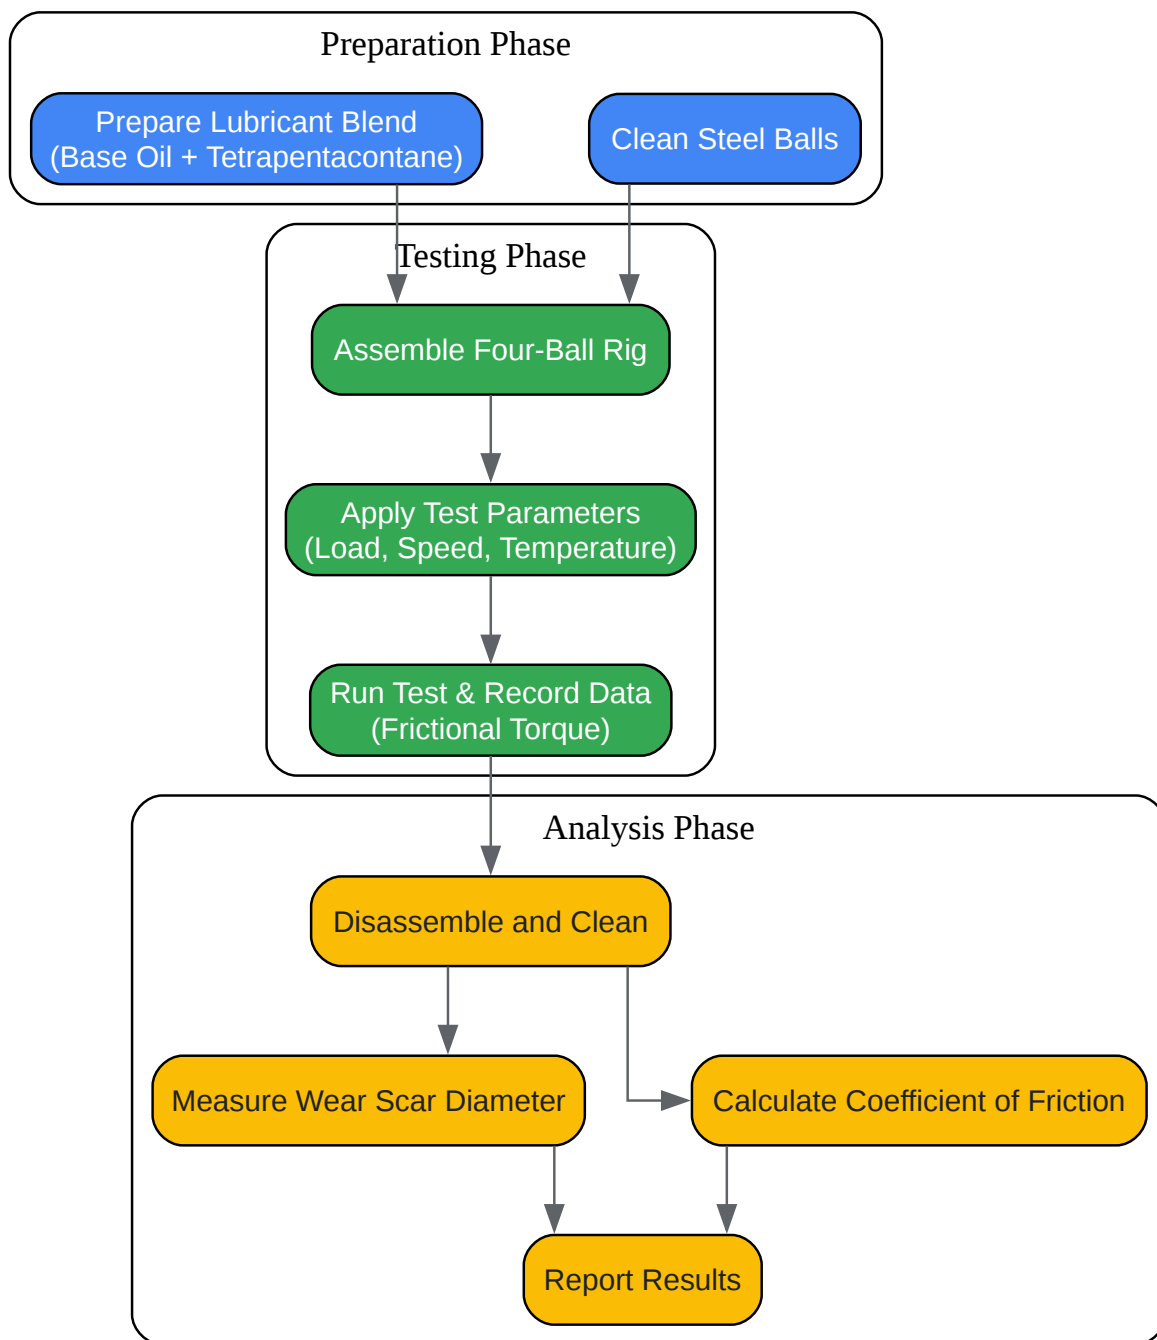 Preparation Phase
Prepare Lubricant Blend
(Base Oil + Tetrapentacontane)
Clean Steel Balls
Testing Phase
Assemble Four-Ball Rig
Apply Test Parameters
(Load, Speed, Temperature)
Run Test & Record Data
(Frictional Torque)
Analysis Phase
Disassemble and Clean
Measure Wear Scar Diameter
Calculate Coefficient of Friction
Report Results